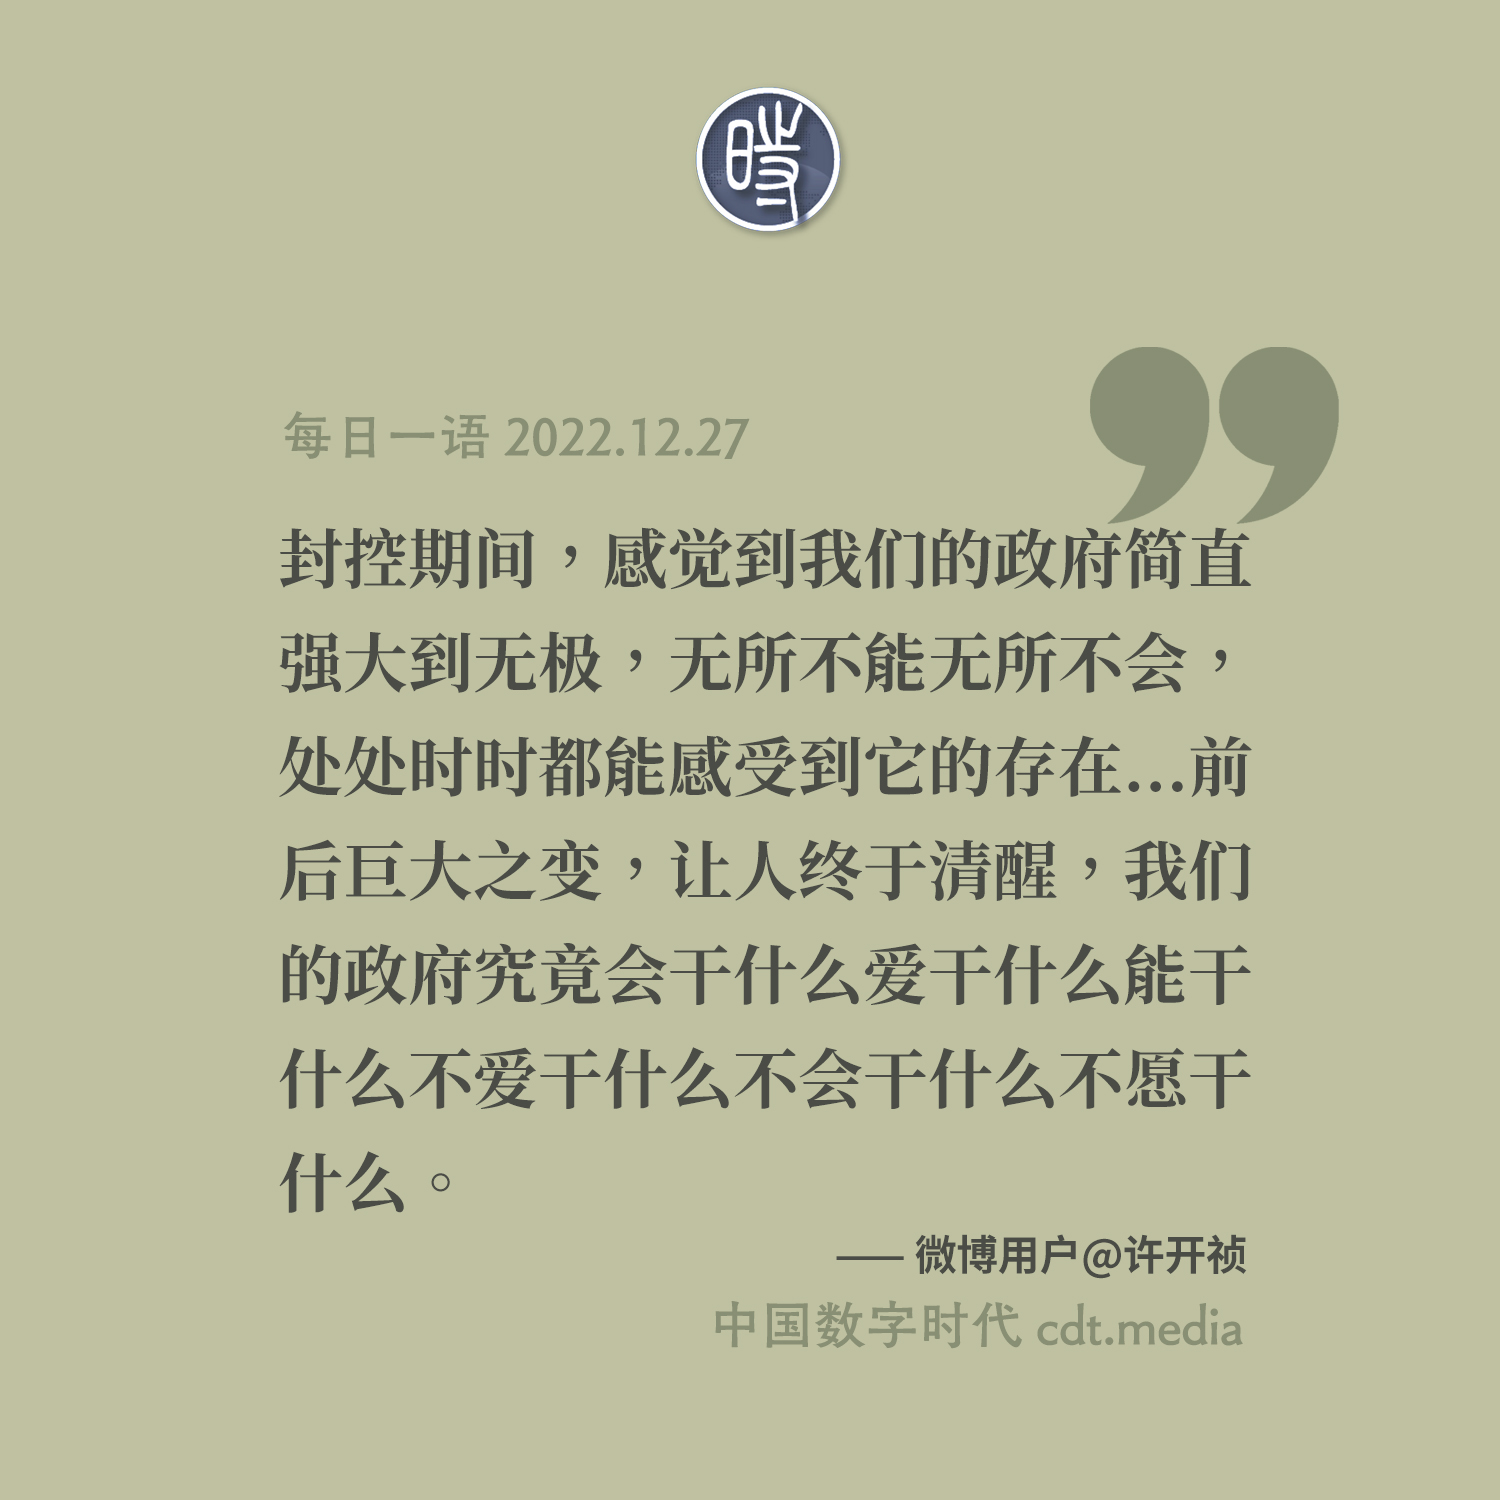 時
每日一语 2022.12.27
封控期间，感觉到我们的政府简直
强大到无极，无所不能无所不会，
处处时时都能感受到它的存在…前
后巨大之变，让人终于清醒，我们
的政府究竟会干什么爱干什么能干
什么不爱干什么不会干什么不愿干
什么。
—— 微博用户@许开祯
中国数字时代 cdt.media